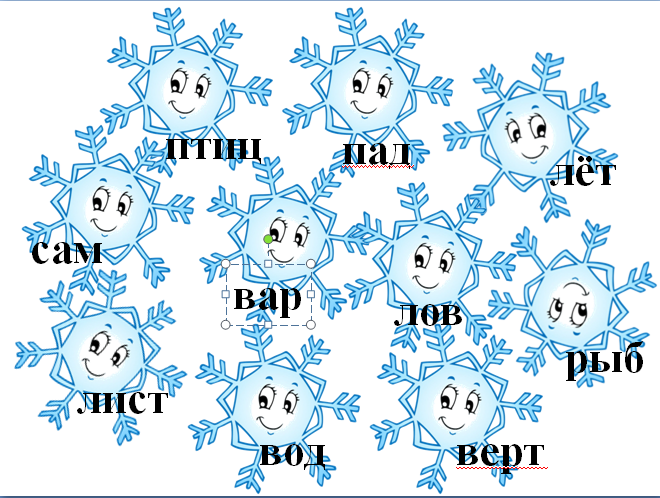 птиц
пад
лёт
сам
вар
лов
рыб
лист
вод
верт